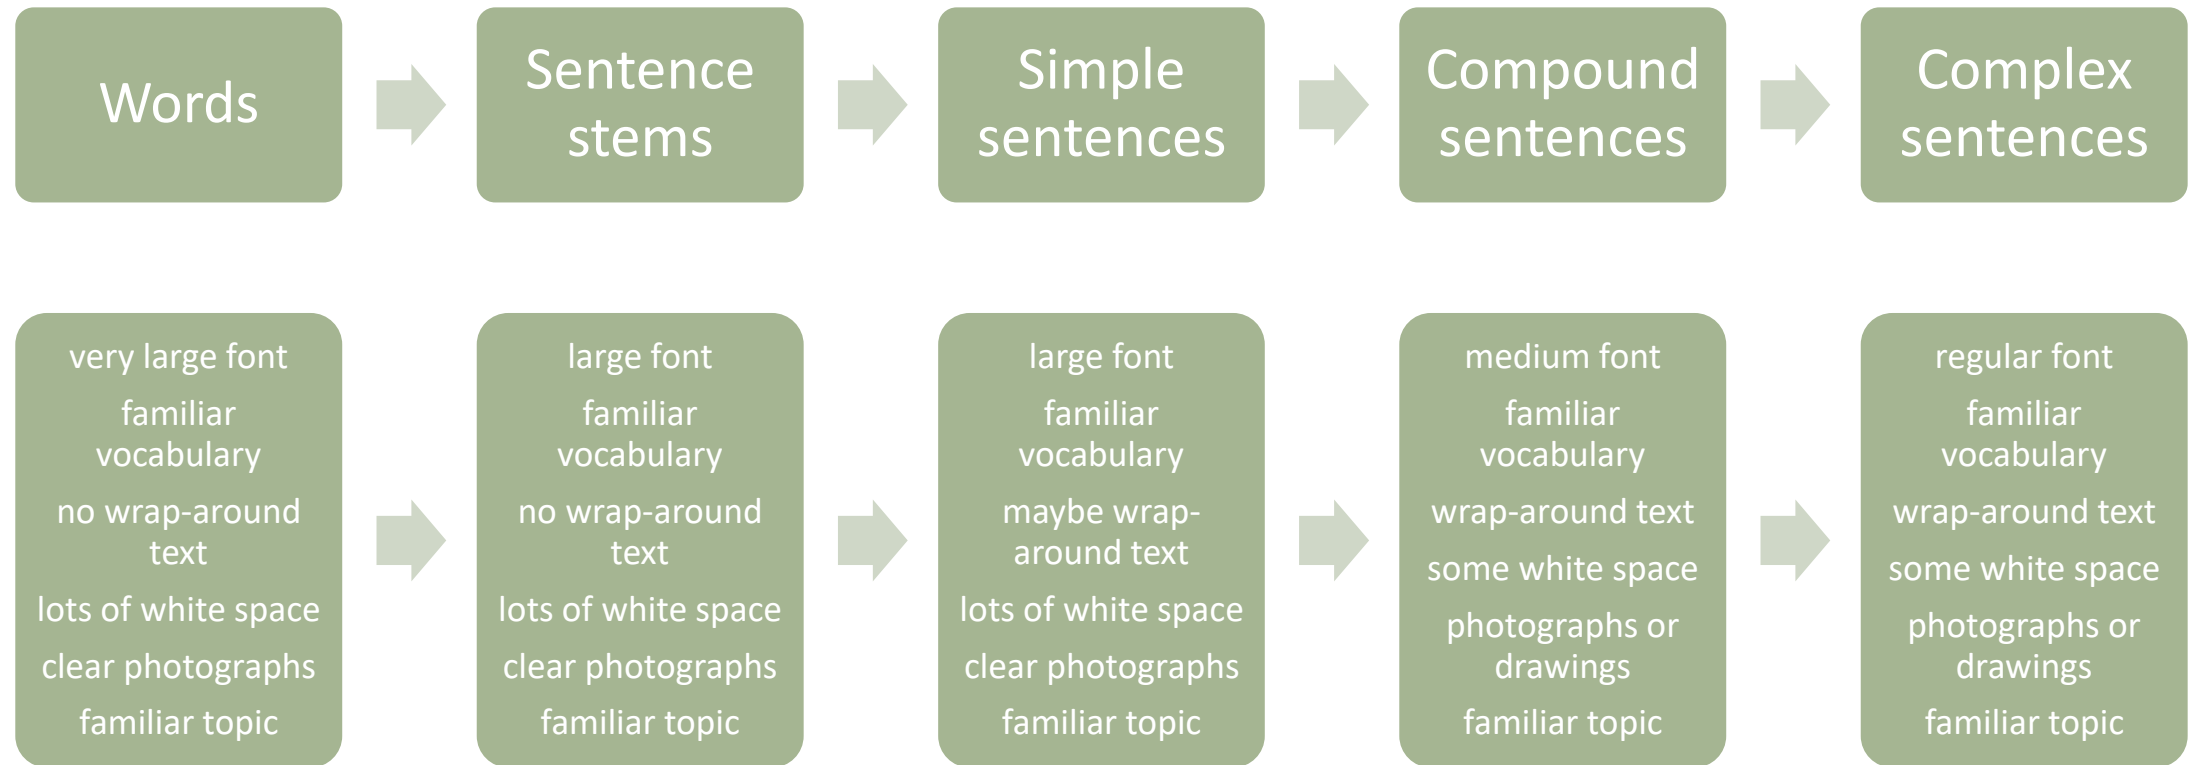 Words
Sentence
stems
Simple
sentences
Compound
sentences
Complex
sentences
very large font
familiar
vocabulary
no wrap-around
text
lots of white space
clear photographs
familiar topic
large font
familiar
vocabulary
no wrap-around
text
lots of white space
clear photographs
familiar topic
large font
familiar
vocabulary
maybe wrap-
around text
lots of white space
clear photographs
familiar topic
medium font
familiar
vocabulary
wrap-around text
some white space
photographs or
drawings
familiar topic
regular font
familiar
vocabulary
wrap-around text
some white space
photographs or
drawings
familiar topic